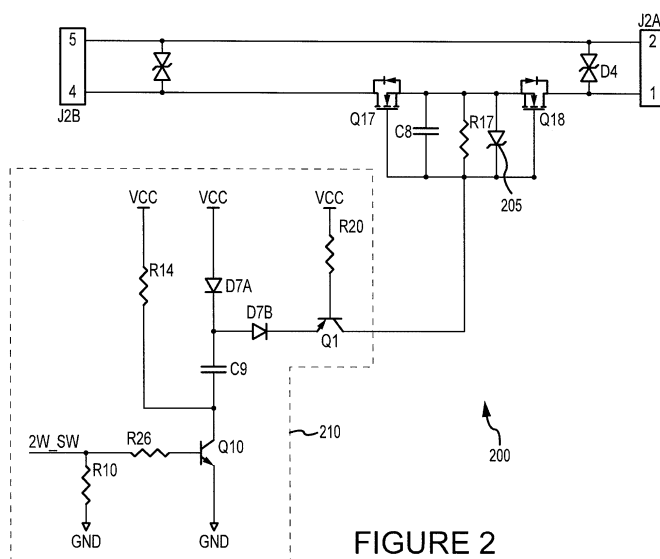 J2A
5
2
D4
4
1
J2B
Q17
C8
R17
Q18
205
VCC
VCC
VCC
R20
R14
D7A
D7B
Q1
C9
2W_SW
R26
Q10
210
200
R10
GND
GND
FIGURE 2